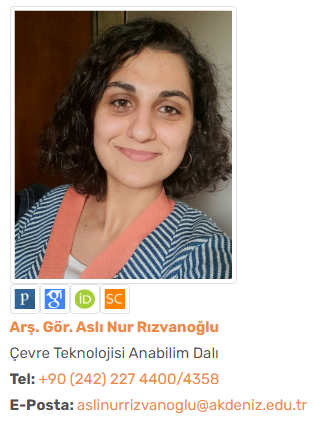 p
g
iD
SC
Arş. Gör. Aslı Nur Rızvanoğlu
Çevre Teknolojisi Anabilim Dalı
Tel: +90 (242) 227 4400/4358
E-Posta: aslinurrizvanoglu@akdeniz.edu.tr